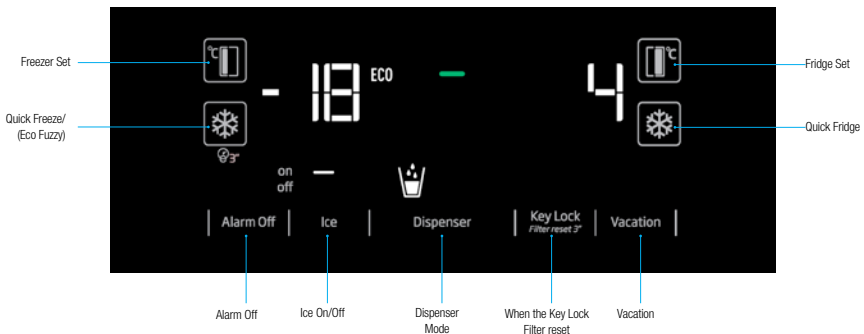 Freezer Set
°C
- 18
ECO
4
°C
Fridge Set
Quick Freeze/
(Eco Fuzzy)
3"
Quick Fridge
on
off
Alarm Off
Ice
Dispenser
Key Lock
Filter reset 3"
Vacation
Alarm Off
Ice On/Off
Dispenser
Mode
When the Key Lock
Filter reset
Vacation